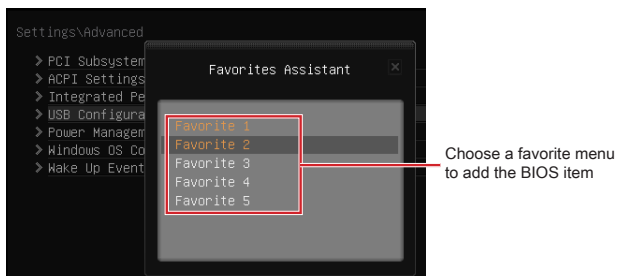 Settings\Advanced
> PCI Subsystem
> ACPI Settings
> Integrated Pe
> USB Configura
> Power Managem
> Windows OS Co
> Wake Up Event
Favorites Assistant
×
Favorite 1
Favorite 2
Favorite 3
Favorite 4
Favorite 5
Choose a favorite menu
to add the BIOS item